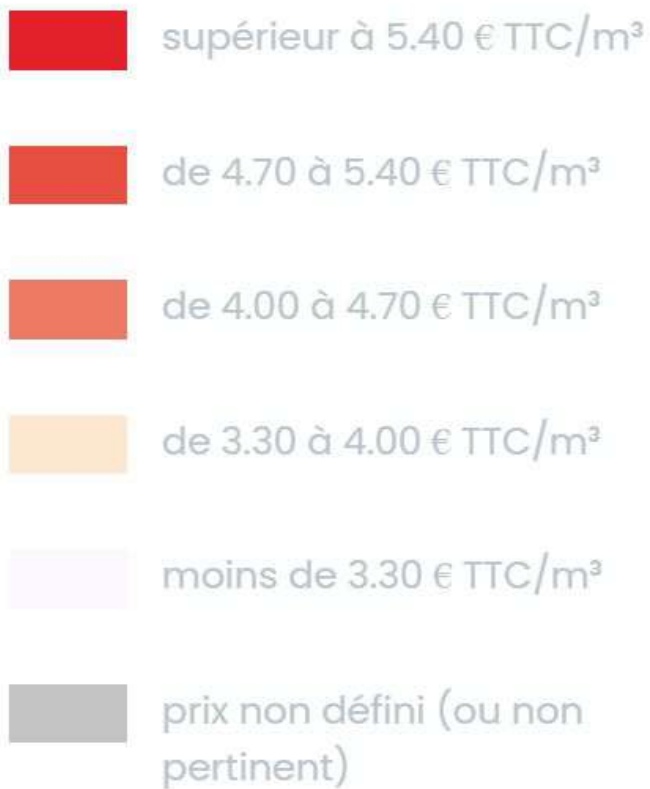 supérieur à 5.40 € TTC/m³
de 4.70 à 5.40 € TTC/m³
de 4.00 à 4.70 € TTC/m³
de 3.30 à 4.00 € TTC/m³
moins de 3.30 € TTC/m³
prix non défini (ou non
pertinent)